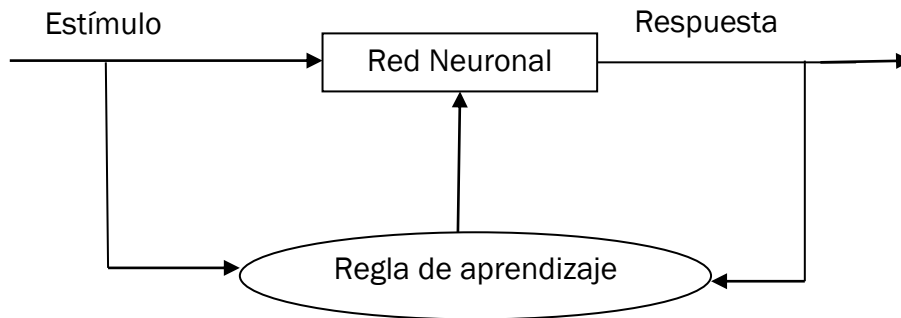 Estímulo
Respuesta
Red Neuronal
Regla de aprendizaje